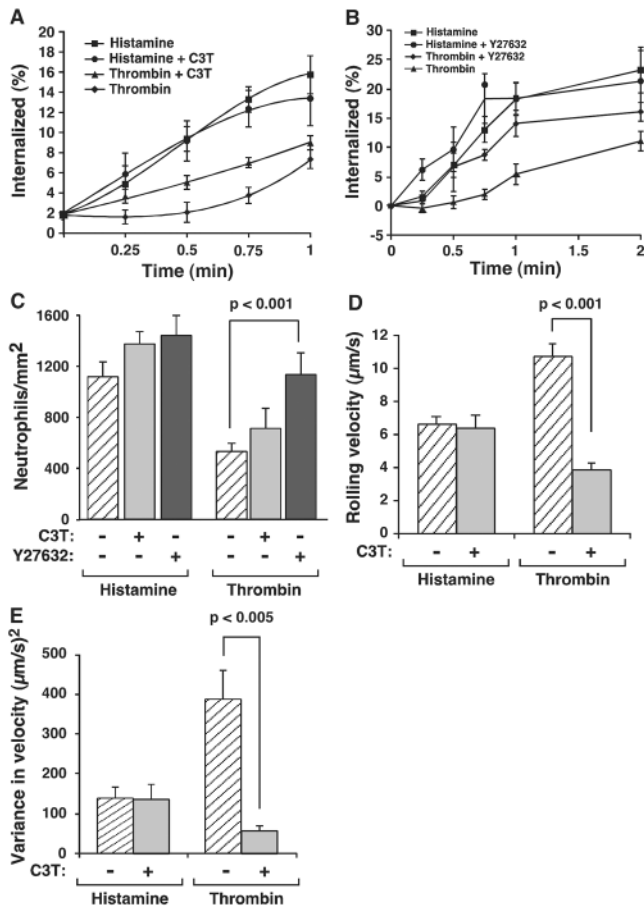 A
Internalized (%)
20
18
16
14
12
10
8
6
4
2
0
Histamine
Histamine + C3T
Thrombin + C3T
Thrombin
0.25
0.5
0.75
1
Time (min)
B
Internalized (%)
35
30
25
20
15
10
5
0
-5
Histamine
Histamine + Y27632
Thrombin + Y27632
Thrombin
0
0.5
1
2
Time (min)
C
Neutrophils/mm2
1600
1200
800
400
0
p < 0.001
C3T: - + - - + -
Y27632: - - + - - +
Histamine
Thrombin
D
Rolling velocity (µm/s)
12
10
8
6
4
2
0
p < 0.001
C3T: - + - +
Histamine
Thrombin
E
Variance in velocity (µm/s)2
500
400
300
200
100
0
p < 0.005
C3T: - + - +
Histamine
Thrombin